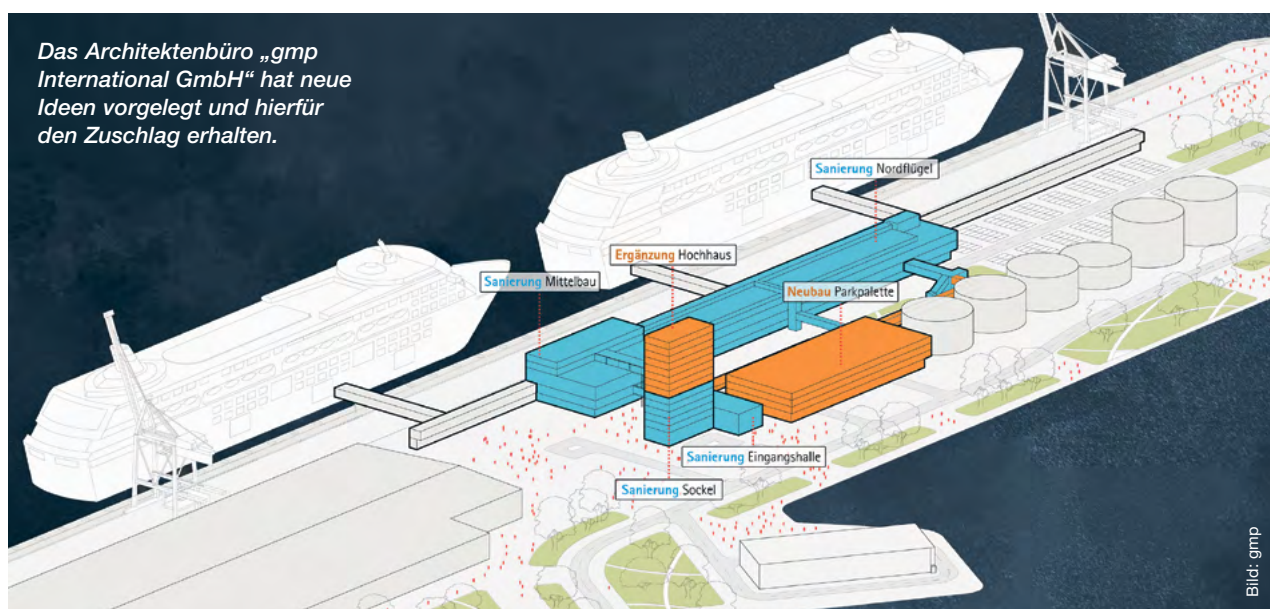 Das Architektenbüro „gmp
International GmbH“ hat neue
Ideen vorgelegt und hierfür
den Zuschlag erhalten.
Sanierung Nordflügel
Ergänzung Hochhaus
Sanierung Mittelbau
Neubau Parkpalette
Sanierung Eingangshalle
Sanierung Sockel
Bild: gmp